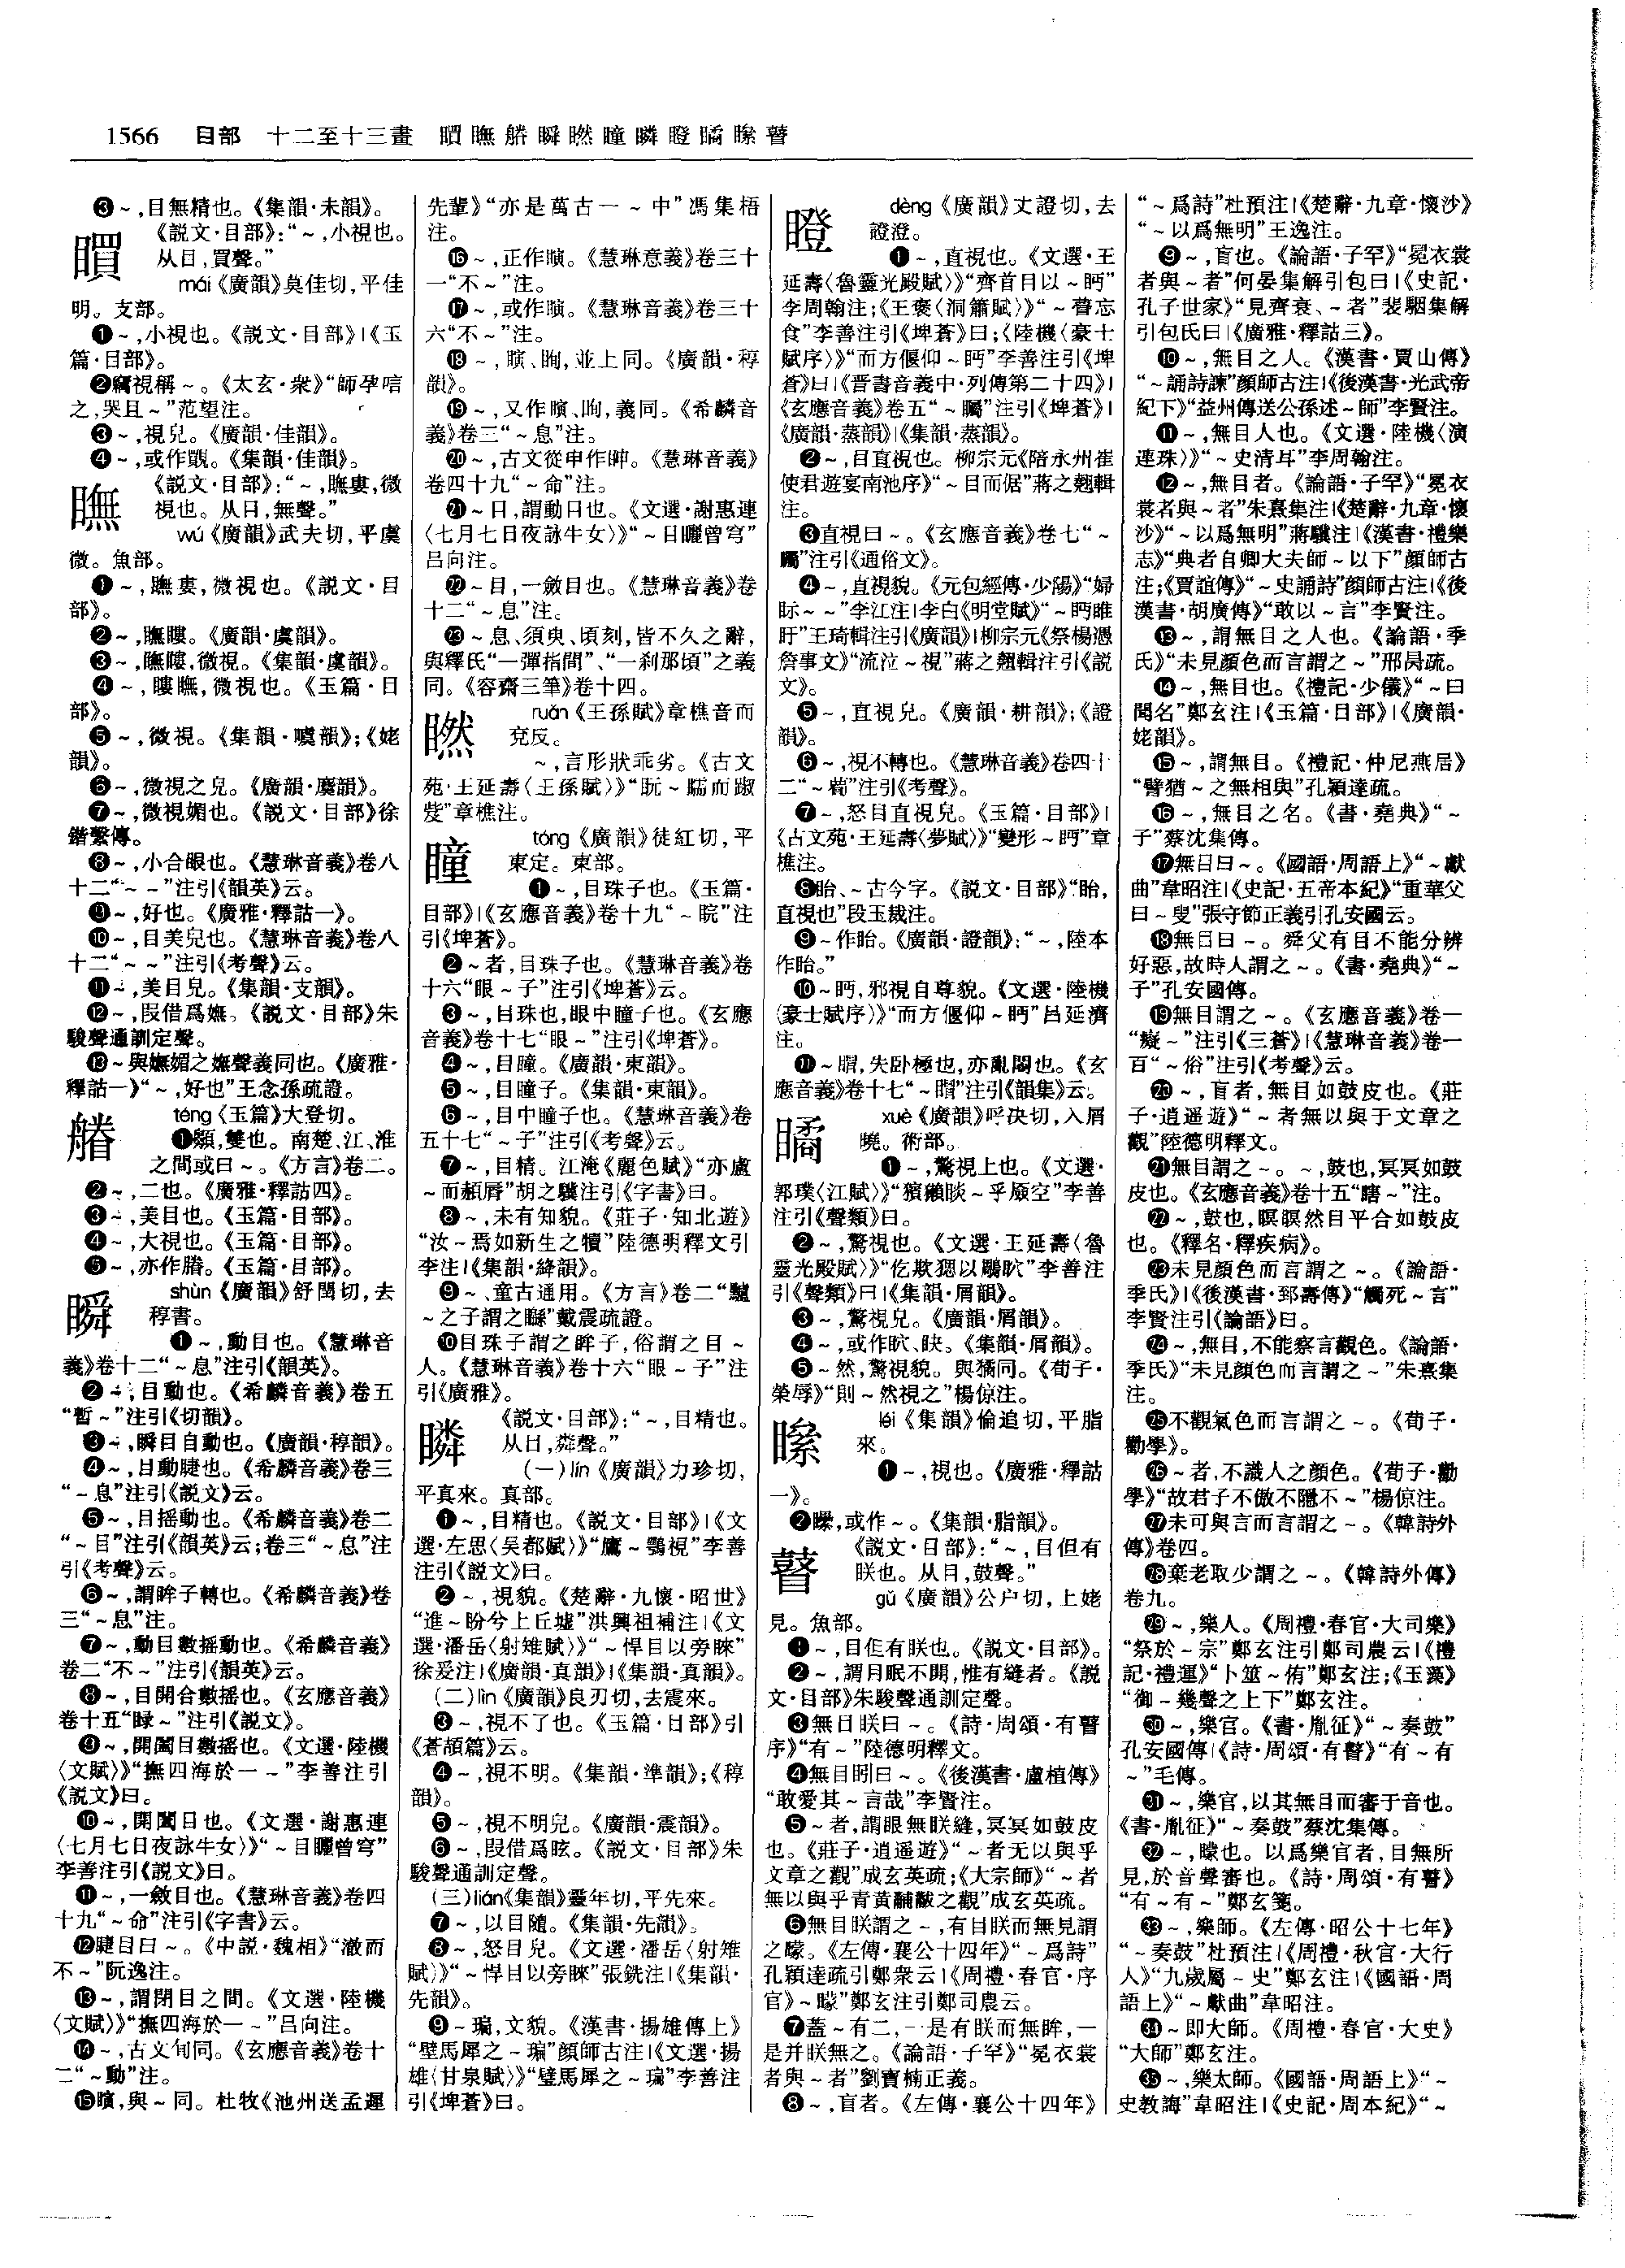 1566 目部 十二至十三畫 瞤瞴䲍瞬瞭瞳瞵瞪瞲瞜瞽
❸～,目無精也。《集韻·未韻》。
《説文·目部》:“～,小視也。
从目,買聲。”
mái《廣韻》莫佳切,平佳
明。支部。
❶～,小視也。《説文·目部》|《玉
篇·目部》。
❷竊視稱～。《太玄·衆》“師孕唁
之,哭且～”范望注。
❸～,視皃。《廣韻·佳韻》。
❹～,或作䚑。《集韻·佳韻》。
瞴
《説文·目部》:“～,瞴婁,微
視也。从目,無聲。”
wú《廣韻》武夫切,平虞
微。魚部。
❶～,瞴婁,微視也。《説文·目
部》。
❷～,瞴瞜。《廣韻·虞韻》。
❸～,瞴瞜,微視。《集韻·虞韻》。
❹～,瞜瞴,微視也。《玉篇·目
部》。
❺～,微視。《集韻·噳韻》;《姥
韻》。
❻～,微視之皃。《廣韻·麌韻》。
❼～,微視媚也。《説文·目部》徐
鍇繫傳。
❽～,小合眼也。《慧琳音義》卷八
十二“～～”注引《韻英》云。
❾～,好也。《廣雅·釋詁一》。
❿～,目美皃也。《慧琳音義》卷八
十二“～～”注引《考聲》云。
⓫～,美目皃。《集韻·支韻》。
⓬～,叚借爲嫵。《説文·目部》朱
駿聲通訓定聲。
⓭～與嫵媚之嫵聲義同也。《廣雅·
釋詁一》“～,好也”王念孫疏證。
téng《玉篇》大登切。
❶顙,雙也。南楚、江、淮
之間或曰～。《方言》卷二。
❷～,二也。《廣雅·釋詁四》。
❸～,美目也。《玉篇·目部》。
❹～,大視也。《玉篇·目部》。
❺～,亦作䐉。《玉篇·目部》。
瞬
shùn《廣韻》舒閏切,去
稕書。
❶～,動目也。《慧琳音
義》卷十二“～息”注引《韻英》。
❷～,目動也。《希麟音義》卷五
“暫～”注引《切韻》。
❸～,瞬目自動也。《廣韻·稕韻》。
❹～,目動睫也。《希麟音義》卷三
“～息”注引《説文》云。
❺～,目摇動也。《希麟音義》卷二
“～目”注引《韻英》云;卷三“～息”注
引《考聲》云。
❻～,謂眸子轉也。《希麟音義》卷
三“～息”注。
❼～,動目數摇動也。《希麟音義》
卷二“不～”注引《韻英》云。
❽～,目開合數摇也。《玄應音義》
卷十五“睩～”注引《説文》。
❾～,開闔目數摇也。《文選·陸機
〈文賦〉》“撫四海於一～”李善注引
《説文》曰。
❿～,開闔目也。《文選·謝惠連
〈七月七日夜詠牛女〉》“～目矖曾穹”
李善注引《説文》曰。
⓫～,一斂目也。《慧琳音義》卷四
十九“～命”注引《字書》云。
⓬睫目曰～。《中説·魏相》“澈而
不～”阮逸注。
⓭～,謂閉目之間。《文選·陸機
〈文賦〉》“撫四海於一～”吕向注。
⓮～,古文旬同。《玄應音義》卷十
二“～動”注。
⓯瞚,與～同。杜牧《池州送孟遲
先輩》“亦是萬古一～中”馮集梧
注。
⓰～,正作瞚。《慧琳意義》卷三十
一“不～”注。
⓱～,或作瞚。《慧琳音義》卷三十
六“不～”注。
⓲～,瞚、眴,並上同。《廣韻·稕
韻》。
⓳～,又作瞚、眴,義同。《希麟音
義》卷三“～息”注。
⓴～,古文從申作眒。《慧琳音義》
卷四十九“～命”注。
㉑～目,謂動目也。《文選·謝惠連
〈七月七日夜詠牛女〉》“～目矖曾穹”
吕向注。
㉒～目,一斂目也。《慧琳音義》卷
十二“～息”注。
㉓～息、須臾、頃刻,皆不久之辭,
與釋氏“一彈指間”、“一刹那頃”之義
同。《容齋三筆》卷十四。
ruǎn《王孫賦》章樵音而
兖反。
～,言形狀乖劣。《古文
苑·王延壽〈王孫賦〉》
章樵注。
瞳
tóng《廣韻》徒紅切,平
東定。東部。
❶～,目珠子也。《玉篇·
目部》|《玄應音義》卷十九“～睆”注
引《埤蒼》。
❷～者,目珠子也。《慧琳音義》卷
十六“眼～子”注引《埤蒼》云。
❸～,目珠也,眼中瞳子也。《玄應
音義》卷十七“眼～”注引《埤蒼》。
❹～,目瞳。《廣韻·東韻》。
❺～,目瞳子。《集韻·東韻》。
❻～,目中瞳子也。《慧琳音義》卷
五十七“～子”注引《考聲》云。
❼～,目精。江淹《麗色賦》“亦盧
～而赬脣”胡之驥注引《字書》曰。
❽～,未有知貌。《莊子·知北遊》
“汝～焉如新生之犢”陸德明釋文引
李注|《集韻·絳韻》。
❾～、童古通用。《方言》卷二“驢
～之子謂之䁙”戴震疏證。
❿目珠子謂之眸子,俗謂之目～
人。《慧琳音義》卷十六“眼～子”注
引《廣雅》。
瞵
《説文·目部》:“～,目精也。
从目,粦聲。”
(一)lín《廣韻》力珍切,
平真來。真部。
❶～,目精也。《説文·目部》|《文
選·左思〈吴都賦〉》“鷹～鶚視”李善
注引《説文》曰。
❷～,視貌。《楚辭·九懷·昭世》
“進～盼兮上丘墟”洪興祖補注|《文
選·潘岳〈射雉賦〉》“～悍目以旁睞”
徐爰注|《廣韻·真韻》|《集韻·真韻》。
(二)lìn《廣韻》良刃切,去震來。
❸～,視不了也。《玉篇·目部》引
《蒼頡篇》云。
❹～,視不明。《集韻·準韻》;《稕
韻》。
❺～,視不明皃。《廣韻·震韻》。
❻～,叚借爲眩。《説文·目部》朱
駿聲通訓定聲。
(三)lián《集韻》靈年切,平先來。
❼～,以目隨。《集韻·先韻》。
❽～,怒目皃。《文選·潘岳〈射雉
賦〉》“～悍目以旁睞”張銑注|《集韻·
先韻》。
❾～㻞,文貌。《漢書·揚雄傳上》
“壁馬犀之～㻞”顔師古注|《文選·揚
雄〈甘泉賦〉》“璧馬犀之～㻞”李善注
引《埤蒼》曰。
瞪
dèng《廣韻》丈證切,去
證澄。
❶～,直視也。《文選·王
延壽〈魯靈光殿賦〉》“齊首目以～眄”
李周翰注;《王褒〈洞簫賦〉》“～瞢忘
食”李善注引《埤蒼》曰;《陸機〈豪士
賦序〉》“而方偃仰～眄”李善注引《埤
蒼》曰|《晉書音義中·列傳第二十四》|
《玄應音義》卷五“～矚”注引《埤蒼》|
《廣韻·蒸韻》|《集韻·蒸韻》。
❷～,目直視也。柳宗元《陪永州崔
使君遊宴南池序》“～目而倨”蔣之翹輯
注。
❸直視曰～。《玄應音義》卷七“～
矚”注引《通俗文》。
❹～,直視貌。《元包經傳·少陽》“婦
眎～～”李江注|李白《明堂賦》“～眄睢
盱”王琦輯注引《廣韻》|柳宗元《祭楊憑
詹事文》“流泣～視”蔣之翹輯注引《説
文》。
❺～,直視皃。《廣韻·耕韻》;《證
韻》。
❻～,視不轉也。《慧琳音義》卷四十
二“～䁾”注引《考聲》。
❼～,怒目直視皃。《玉篇·目部》|
《古文苑·王延壽〈夢賦〉》“變形～眄”章
樵注。
❽眙、～古今字。《説文·目部》“眙,
直視也”段玉裁注。
❾～作眙。《廣韻·證韻》:“～,陸本
作眙。”
❿～眄,邪視自尊貌。《文選·陸機
〈豪士賦序〉》“而方偃仰～眄”吕延濟
注。
⓫～䁬,失卧極也,亦亂悶也。《玄
應音義》卷十七“～䁬”注引《韻集》云。
瞲
xuè《廣韻》呼決切,入屑
曉。術部。
❶～,驚視上也。《文選·
郭璞〈江賦〉》“獱獺睒～乎厱空”李善
注引《聲類》曰。
❷～,驚視也。《文選·王延壽〈魯
靈光殿賦〉》“仡欺𤟧以鵰䀗”李善注
引《聲類》曰|《集韻·屑韻》。
❸～,驚視皃。《廣韻·屑韻》。
❹～,或作䀗、䀏。《集韻·屑韻》。
❺～然,驚視貌。與獝同。《荀子·
榮辱》“則～然視之”楊倞注。
léi《集韻》倫追切,平脂
來。
❶～,視也。《廣雅·釋詁
一》。
❷䁤,或作～。《集韻·脂韻》。
瞽
《説文·目部》:“～,目但有
眹也。从目,鼓聲。”
gǔ《廣韻》公户切,上姥
見。魚部。
❶～,目但有眹也。《説文·目部》。
❷～,謂目眠不開,惟有縫者。《説
文·目部》朱駿聲通訓定聲。
❸無目眹曰～。《詩·周頌·有瞽
序》“有～”陸德明釋文。
❹無目眀曰～。《後漢書·盧植傳》
“敢愛其～言哉”李賢注。
❺～者,謂眼無眹縫,冥冥如鼓皮
也。《莊子·逍遥遊》“～者无以與乎
文章之觀”成玄英疏;《大宗師》“～者
無以與乎青黄黼黻之觀”成玄英疏。
❻無目眹謂之～,有目眹而無見謂
之矇。《左傳·襄公十四年》“～爲詩”
孔穎達疏引鄭衆云|《周禮·春官·序
官》～矇”鄭玄注引鄭司農云。
❼蓋～有二,一是有眹而無眸,一
是并眹無之。《論語·子罕》“冕衣裳
者與～者”劉寶楠正義。
❽～,盲者。《左傳·襄公十四年》
“～爲詩”杜預注|《楚辭·九章·懷沙》
“～以爲無明”王逸注。
❾～,盲也。《論語·子罕》“冕衣裳
者與～者”何晏集解引包曰|《史記·
孔子世家》“見齊衰、～者”裴駰集解
引包氏曰|《廣雅·釋詁三》。
❿～,無目之人。《漢書·賈山傳》
“～誦詩諫”顔師古注|《後漢書·光武帝
紀下》“益州傳送公孫述～師”李賢注。
⓫～,無目人也。《文選·陸機〈演
連珠〉》“～史清耳”李周翰注。
⓬～,無目者。《論語·子罕》“冕衣
裳者與～者”朱熹集注|《楚辭·九章·懷
沙》“～以爲無明”蔣驥注|《漢書·禮樂
志》“典者自卿大夫師～以下”顔師古
注;《賈誼傳》“～史誦詩”顔師古注|《後
漢書·胡廣傳》“敢以～言”李賢注。
⓭～,謂無目之人也。《論語·季
氏》“未見顔色而言謂之～”邢昺疏。
⓮～,無目也。《禮記·少儀》“～曰
聞名”鄭玄注|《玉篇·目部》|《廣韻·
姥韻》。
⓯～,謂無目。《禮記·仲尼燕居》
“譬猶～之無相與”孔穎達疏。
⓰～,無目之名。《書·堯典》“～
子”蔡沈集傳。
⓱無目曰～。《國語·周語上》“～獻
曲”韋昭注|《史記·五帝本紀》“重華父
曰～叟”張守節正義引孔安國云。
⓲無目曰～。舜父有目不能分辨
好惡,故時人謂之～。《書·堯典》“～
子”孔安國傳。
⓳無目謂之～。《玄應音義》卷一
“癡～”注引《三蒼》|《慧琳音義》卷一
百“～俗”注引《考聲》云。
⓴～,盲者,無目如鼓皮也。《莊
子·逍遥遊》“～者無以與于文章之
觀”陸德明釋文。
㉑無目謂之～。～,鼓也,冥冥如鼓
皮也。《玄應音義》卷十五“瞎～”注。
㉒～,鼓也,瞑瞑然目平合如鼓皮
也。《釋名·釋疾病》。
㉓未見顔色而言謂之～。《論語·
季氏》|《後漢書·郅壽傳》“觸死～言”
李賢注引《論語》曰。
㉔～,無目,不能察言觀色。《論語·
季氏》“未見顔色而言謂之～”朱熹集
注。
㉕不觀氣色而言謂之～。《荀子·
勸學》。
㉖～者,不識人之顔色。《荀子·勸
學》“故君子不傲不隱不～”楊倞注。
㉗未可與言而言謂之～。《韓詩外
傳》卷四。
㉘棄老取少謂之～。《韓詩外傳》
卷九。
㉙～,樂人。《周禮·春官·大司樂》
“祭於～宗”鄭玄注引鄭司農云|《禮
記·禮運》“卜筮～侑”鄭玄注;《玉藻》
“御～幾聲之上下”鄭玄注。
㉚～,樂官。《書·胤征》“～奏鼓”
孔安國傳|《詩·周頌·有瞽》“有～有
～”毛傳。
㉛～,樂官,以其無目而審于音也。
《書·胤征》“～奏鼓”蔡沈集傳。
㉜～,矇也。以爲樂官者,目無所
見,於音聲審也。《詩·周頌·有瞽》
“有～有～”鄭玄箋。
㉝～,樂師。《左傳·昭公十七年》
“～奏鼓”杜預注|《周禮·秋官·大行
人》“九歲屬～史”鄭玄注|《國語·周
語上》“～獻曲”韋昭注。
㉞～即大師。《周禮·春官·大史》
“大師”鄭玄注。
㉟～,樂太師。《國語·周語上》“～
史教誨”韋昭注|《史記·周本紀》“～